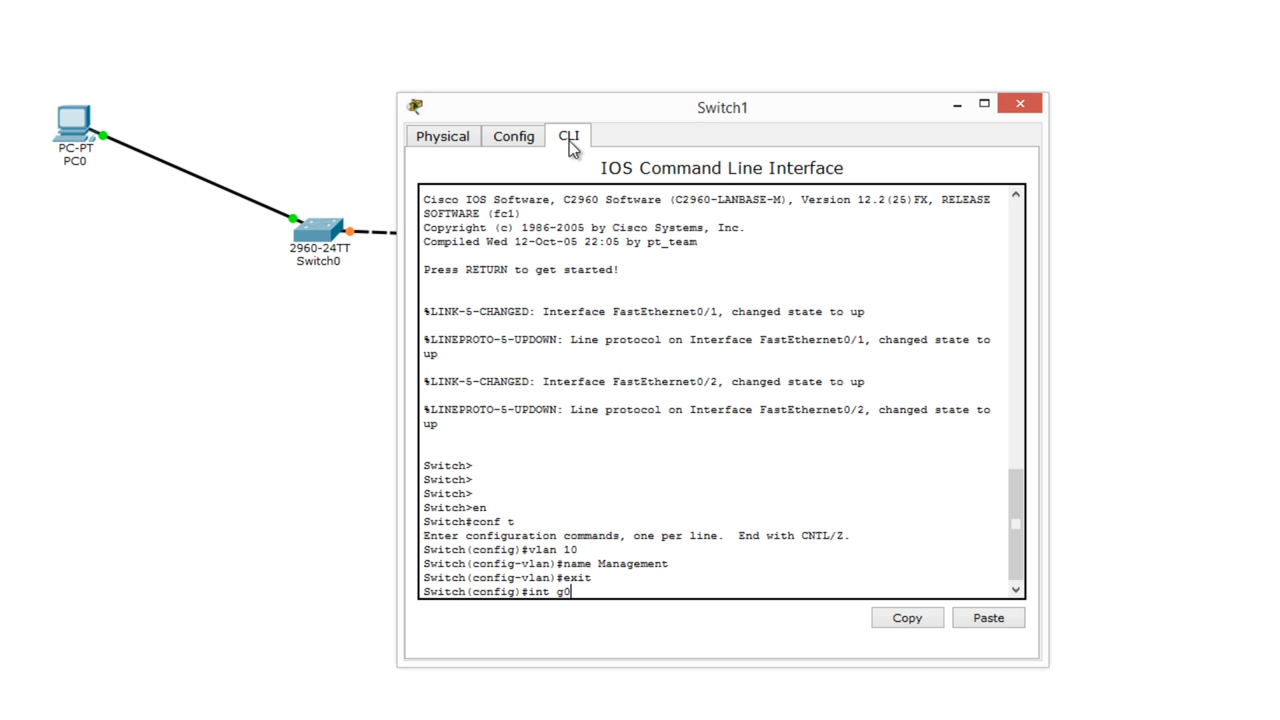 PC-PT
PC0
2960-24TT
Switch0
Switch1
Physical
Config
CLI
IOS Command Line Interface
Cisco IOS Software, C2960 Software (C2960-LANBASE-M), Version 12.2(25)FX, RELEASE
SOFTWARE (fc1)
Copyright (c) 1986-2005 by Cisco Systems, Inc.
Compiled Wed 12-Oct-05 22:05 by pt_team
Press RETURN to get started!
%LINK-5-CHANGED: Interface FastEthernet0/1, changed state to up
%LINEPROTO-5-UPDOWN: Line protocol on Interface FastEthernet0/1, changed state to
up
%LINK-5-CHANGED: Interface FastEthernet0/2, changed state to up
%LINEPROTO-5-UPDOWN: Line protocol on Interface FastEthernet0/2, changed state to
up
Switch>
Switch>
Switch>
Switch>en
Switch#conf t
Enter configuration commands, one per line.  End with CNTL/Z.
Switch(config)#vlan 10
Switch(config-vlan)#name Management
Switch(config-vlan)#exit
Switch(config)#int g0
Copy
Paste